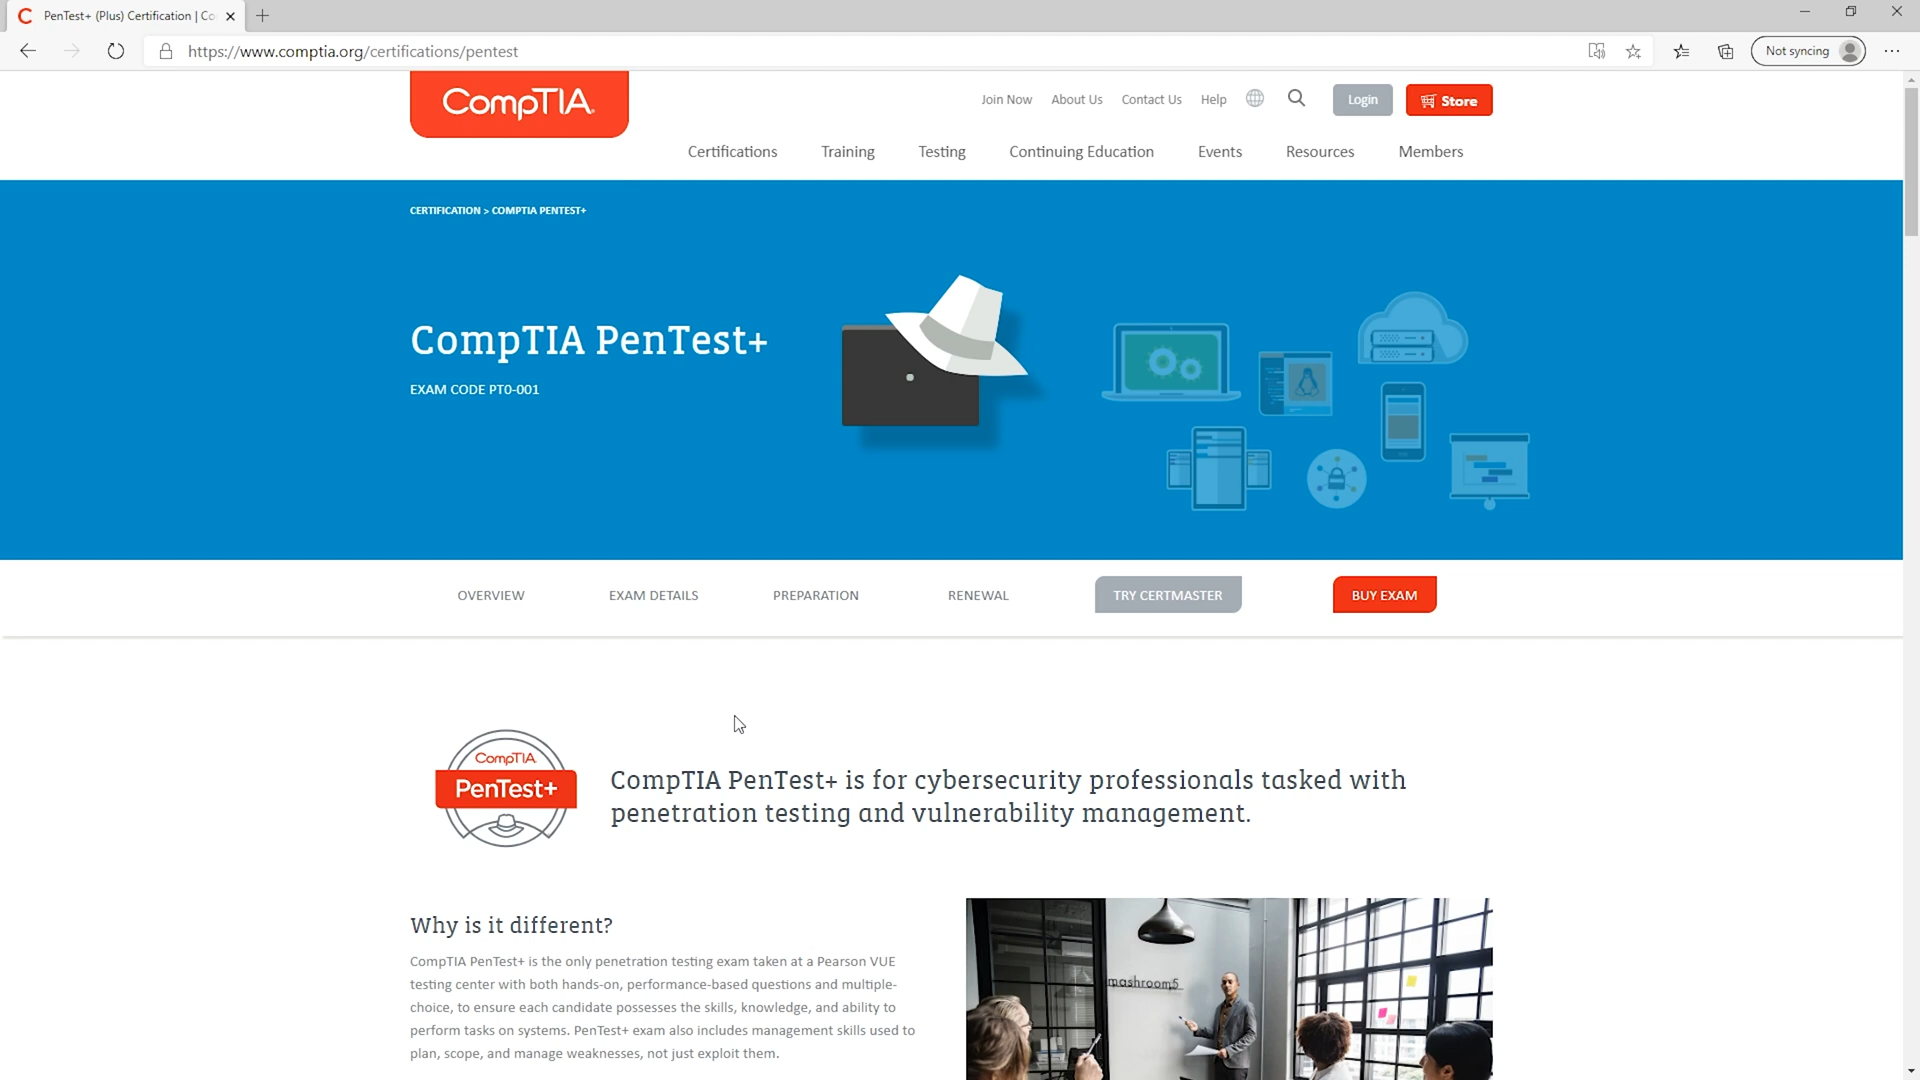 PenTest+ (Plus) Certification | Co
https://www.comptia.org/certifications/pentest
Not syncing
CompTIA.
Join Now
About Us
Contact Us
Help
Login
Store
Certifications
Training
Testing
Continuing Education
Events
Resources
Members
CERTIFICATION > COMPTIA PENTEST+
CompTIA PenTest+
EXAM CODE PT0-001
OVERVIEW
EXAM DETAILS
PREPARATION
RENEWAL
TRY CERTMASTER
BUY EXAM
CompTIA
PenTest+
CompTIA PenTest+ is for cybersecurity professionals tasked with
penetration testing and vulnerability management.
Why is it different?
CompTIA PenTest+ is the only penetration testing exam taken at a Pearson VUE
testing center with both hands-on, performance-based questions and multiple-
choice, to ensure each candidate possesses the skills, knowledge, and ability to
perform tasks on systems. PenTest+ exam also includes management skills used to
plan, scope, and manage weaknesses, not just exploit them.
mashroom5